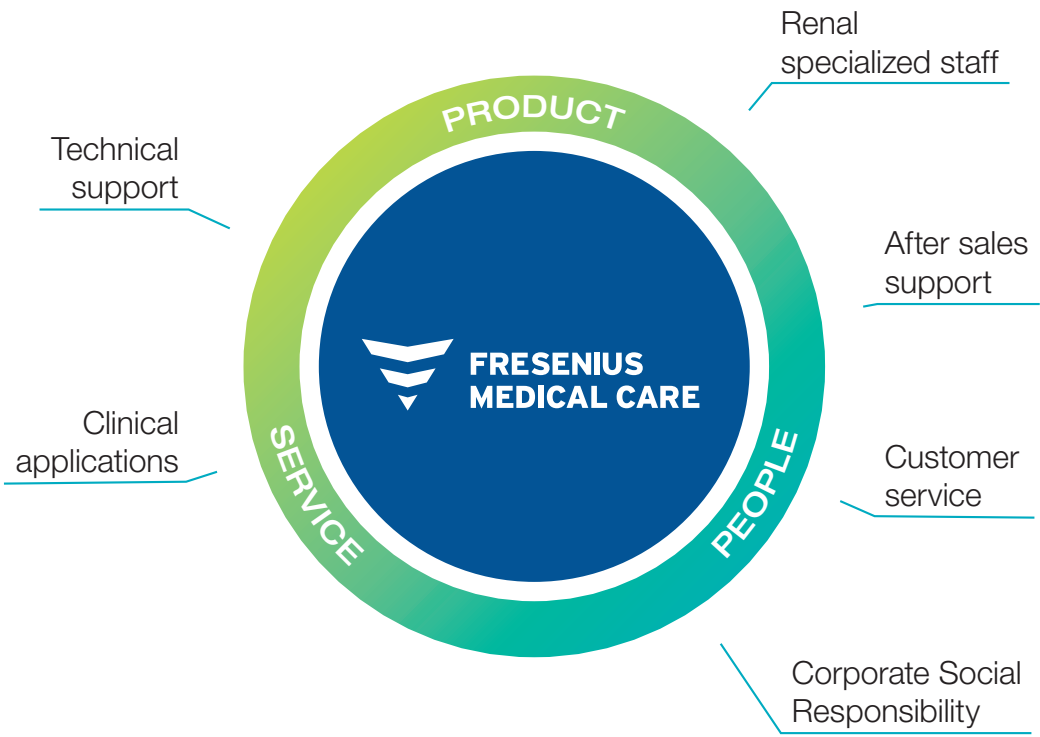 Renal
specialized staff
PRODUCT
Technical
support
After sales
support
FRESENIUS
MEDICAL CARE
Clinical
applications
SERVICE
PEOPLE
Customer
service
Corporate Social
Responsibility